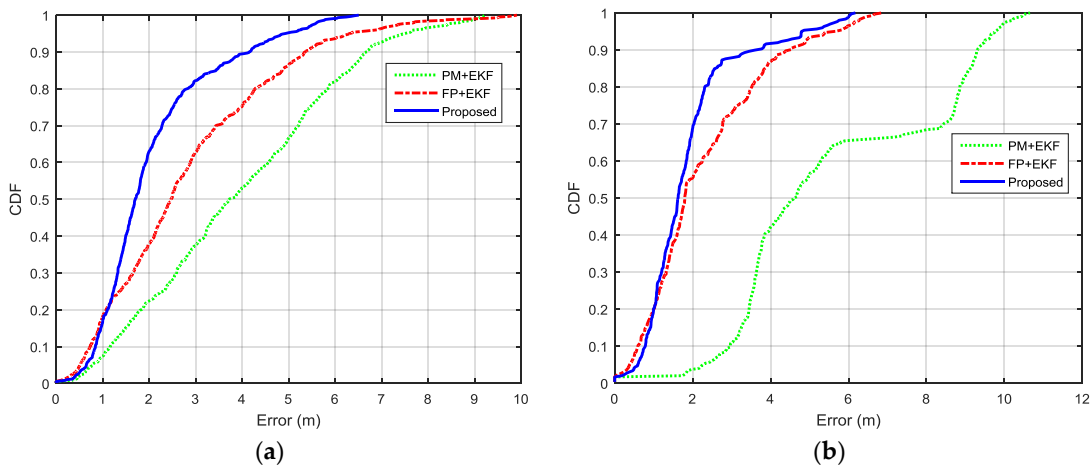 1
0.9
0.8
0.7
0.6
0.5
0.4
0.3
0.2
0.1
0
CDF
PM+EKF
FP+EKF
Proposed
0 1 2 3 4 5 6 7 8 9 10
Error (m)
(a)
1
0.9
0.8
0.7
0.6
0.5
0.4
0.3
0.2
0.1
0
CDF
PM+EKF
FP+EKF
Proposed
0 2 4 6 8 10 12
Error (m)
(b)